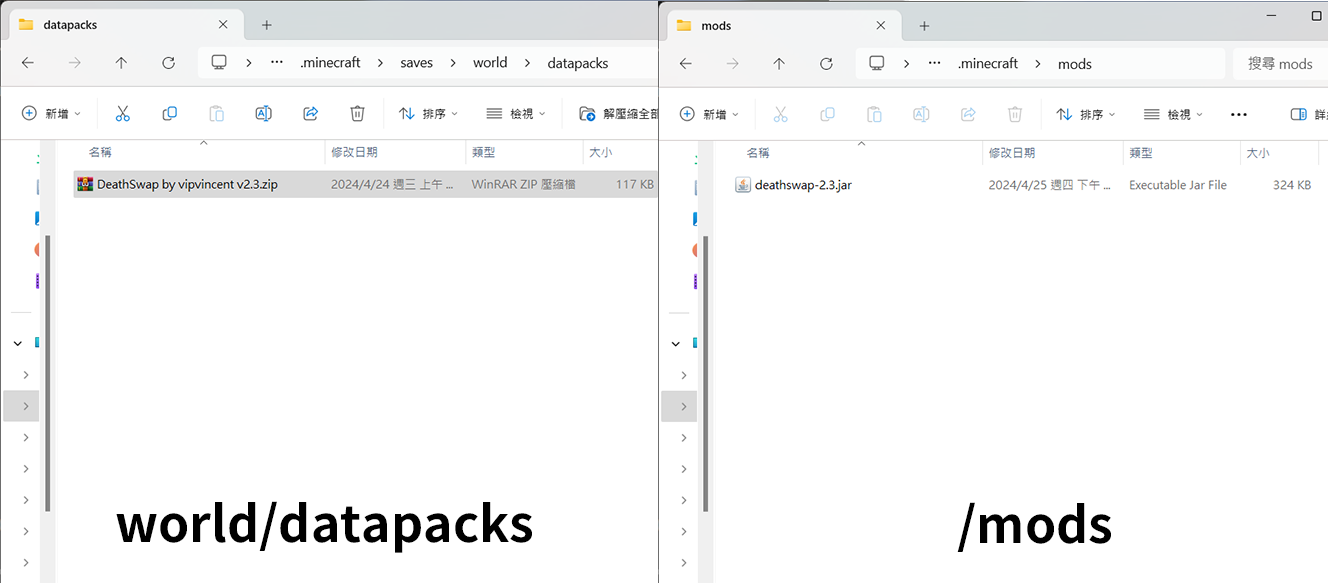 datapacks
.minecraft > saves > world > datapacks
新增
排序
檢視
解壓縮全部
名稱 修改日期 類型 大小
DeathSwap by vipvincent v2.3.zip 2024/4/24 週三 上午 ... WinRAR ZIP 壓縮檔 117 KB
world/datapacks
mods
.minecraft > mods
搜尋 mods
新增
排序
檢視
名稱 修改日期 類型 大小
deathswap-2.3.jar 2024/4/25 週四 下午 ... Executable Jar File 324 KB
/mods